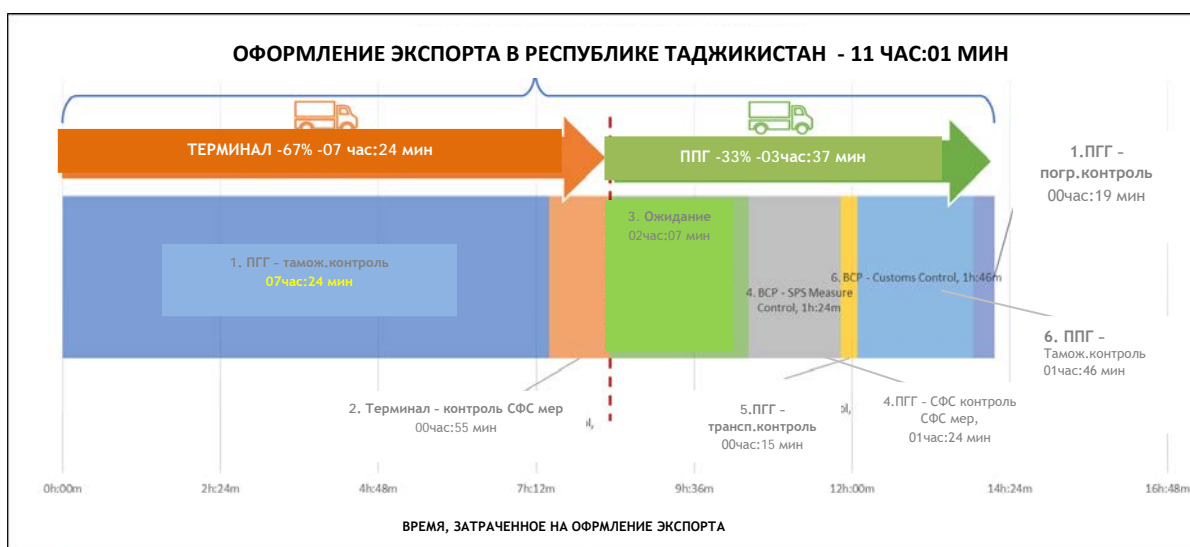 ОФОРМЛЕНИЕ ЭКСПОРТА В РЕСПУБЛИКЕ ТАДЖИКИСТАН - 11 ЧАС:01 МИН
ТЕРМИНАЛ -67% -07 час:24 мин
ППГ -33% -03час:37 мин
1.ПГГ –
погр.контроль
00час:19 мин
3. Ожидание
02час:07 мин
1. ПГГ – тамож.контроль
07час:24 мин
6. BCP - Customs Control, 1h:46m
4. BCP - SPS Measure
Control, 1h:24m
6. ППГ –
Тамож.контроль
01час:46 мин
2. Терминал – контроль СФС мер
00час:55 мин
5.ПГГ –
трансп.контроль
00час:15 мин
4.ПГГ – СФС контроль
СФС мер,
01час:24 мин
0h:00m 2h:24m 4h:48m 7h:12m 9h:36m 12h:00m 14h:24m 16h:48m
ВРЕМЯ, ЗАТРАЧЕННОЕ НА ОФРМЛЕНИЕ ЭКСПОРТА